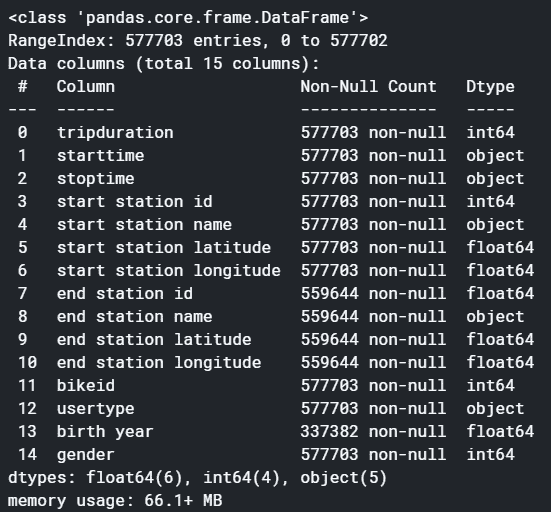 <class 'pandas.core.frame.DataFrame'>
RangeIndex: 577703 entries, 0 to 577702
Data columns (total 15 columns):
 #   Column                   Non-Null Count   Dtype
---  ------                   --------------   -----
 0   tripduration             577703 non-null  int64
 1   starttime                577703 non-null  object
 2   stoptime                 577703 non-null  object
 3   start station id         577703 non-null  int64
 4   start station name       577703 non-null  object
 5   start station latitude   577703 non-null  float64
 6   start station longitude  577703 non-null  float64
 7   end station id           559644 non-null  float64
 8   end station name         559644 non-null  object
 9   end station latitude     559644 non-null  float64
 10  end station longitude    559644 non-null  float64
 11  bikeid                   577703 non-null  int64
 12  usertype                 577703 non-null  object
 13  birth year               337382 non-null  float64
 14  gender                   577703 non-null  int64
dtypes: float64(6), int64(4), object(5)
memory usage: 66.1+ MB